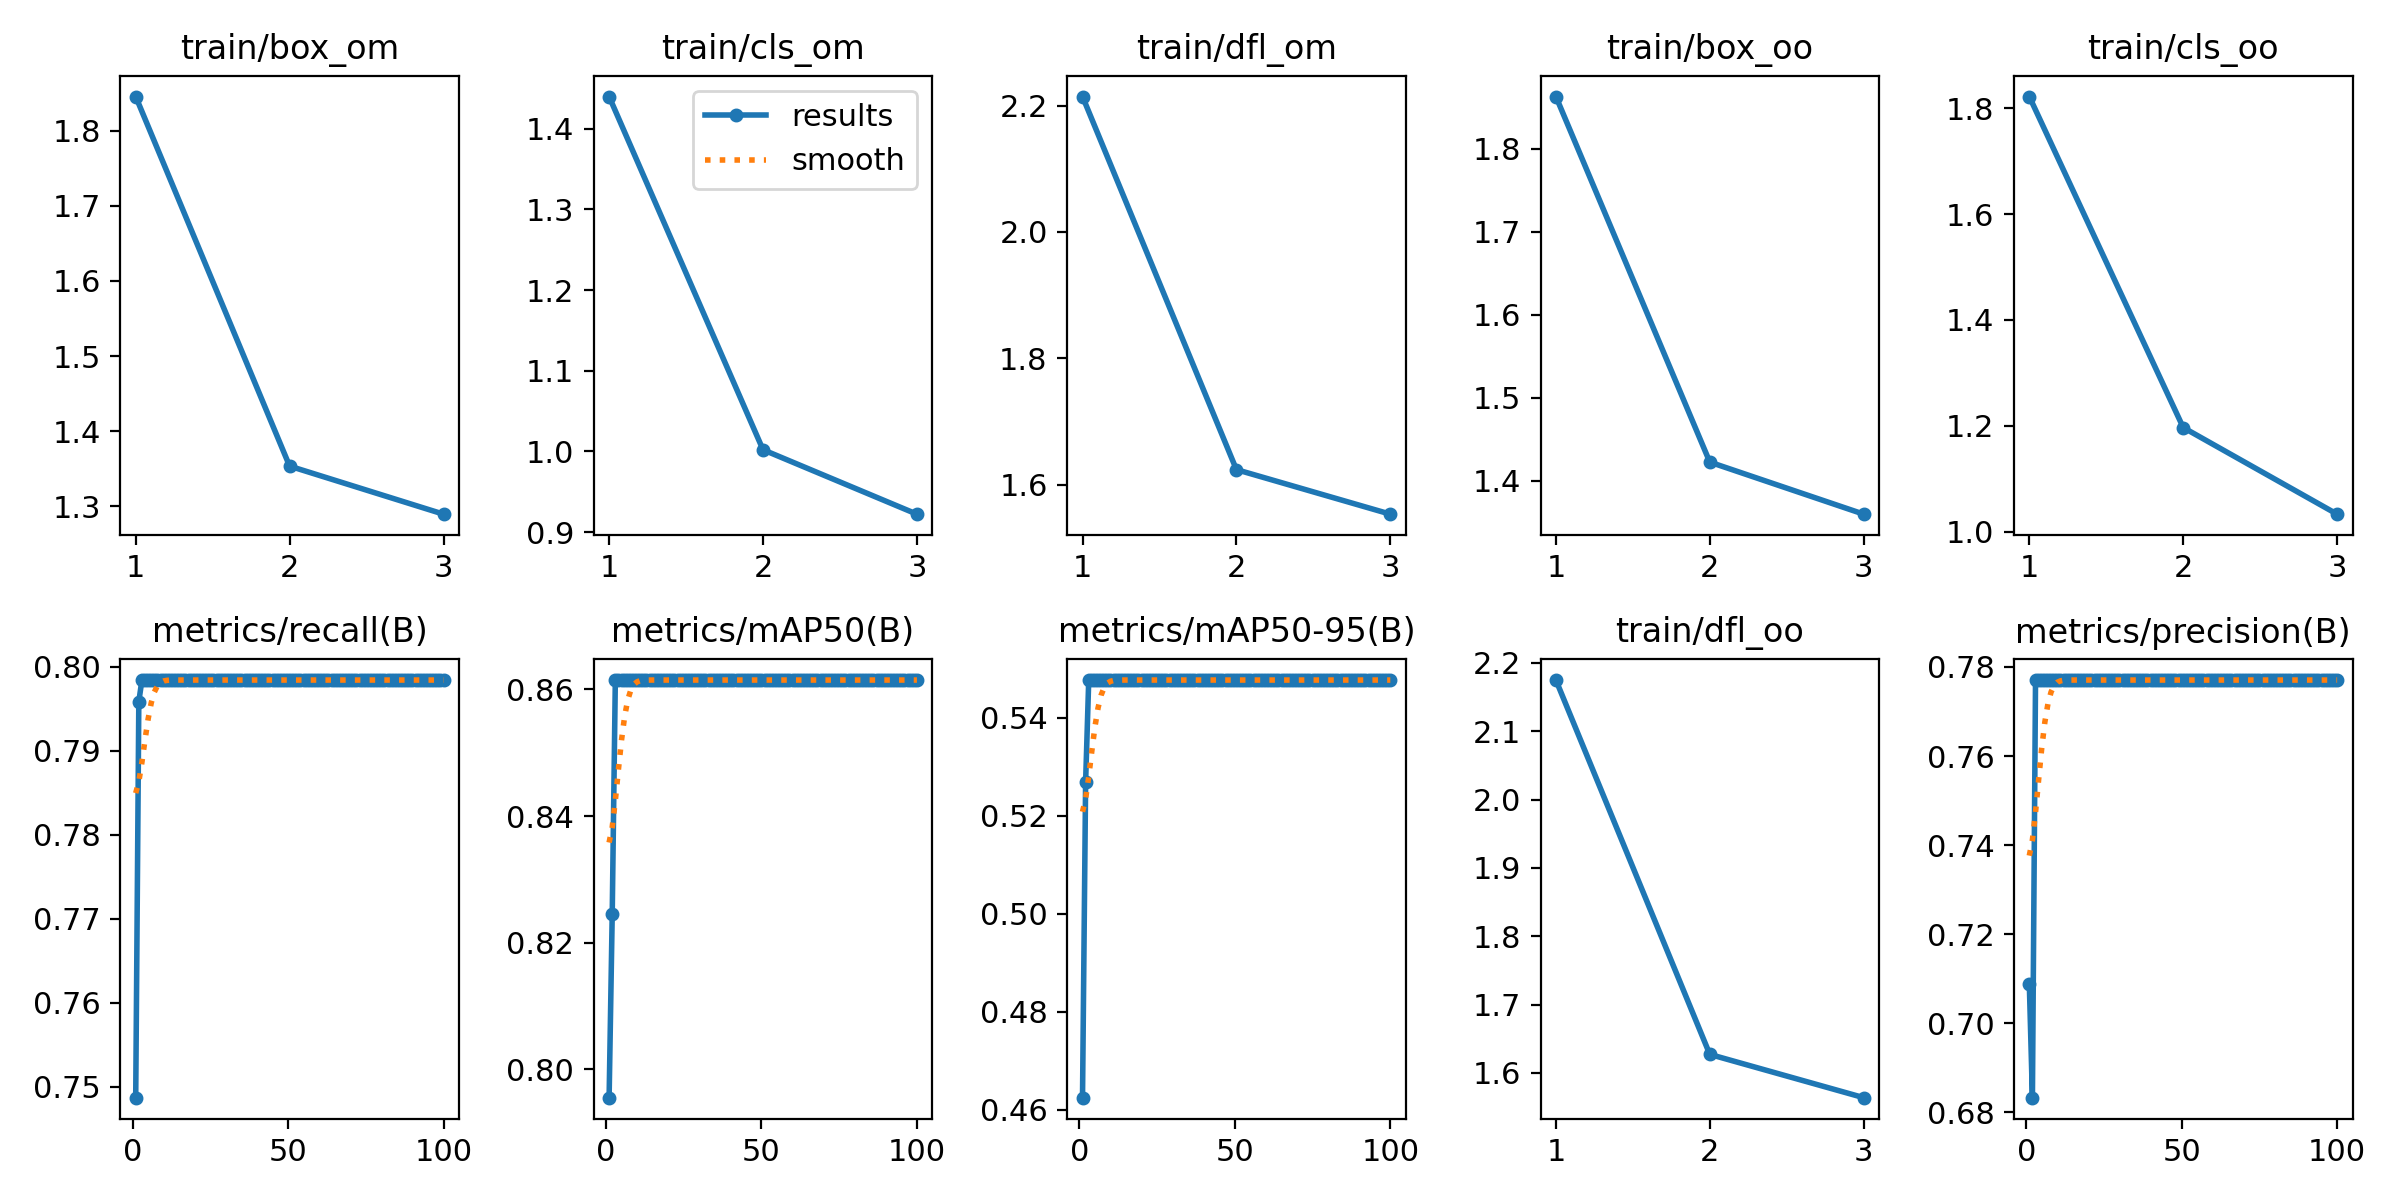 train/box_om
1.8
1.7
1.6
1.5
1.4
1.3
1 2 3
train/cls_om
results
smooth
1.4
1.3
1.2
1.1
1.0
0.9
1 2 3
train/dfl_om
2.2
2.0
1.8
1.6
1 2 3
train/box_oo
1.8
1.7
1.6
1.5
1.4
1 2 3
train/cls_oo
1.8
1.6
1.4
1.2
1.0
1 2 3
metrics/recall(B)
0.80
0.79
0.78
0.77
0.76
0.75
0 50 100
metrics/mAP50(B)
0.86
0.84
0.82
0.80
0 50 100
metrics/mAP50-95(B)
0.54
0.52
0.50
0.48
0.46
0 50 100
train/dfl_oo
2.2
2.1
2.0
1.9
1.8
1.7
1.6
1 2 3
metrics/precision(B)
0.78
0.76
0.74
0.72
0.70
0.68
0 50 100